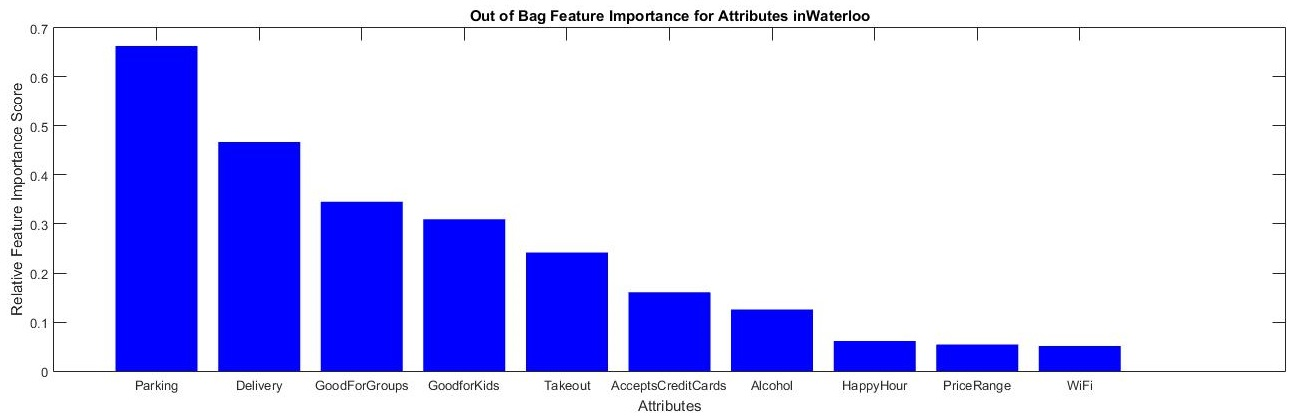 Out of Bag Feature Importance for Attributes inWaterloo
Relative Feature Importance Score
0.7
0.6
0.5
0.4
0.3
0.2
0.1
0
Parking Delivery GoodForGroups GoodforKids Takeout AcceptsCreditCards Alcohol HappyHour PriceRange WiFi
Attributes